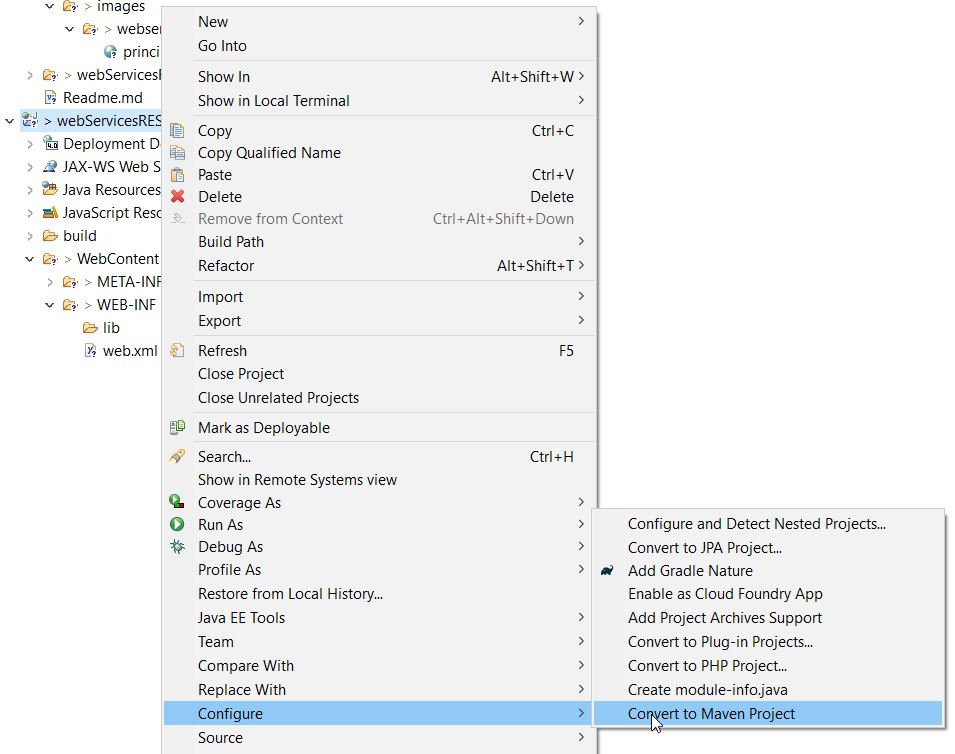 > images
> webser
princi
> webServicesR
Readme.md
> webServicesRES
Deployment D
JAX-WS Web S
Java Resources
JavaScript Reso
build
> WebContent
> META-INF
> WEB-INF
lib
web.xml
New
Go Into
Show In Alt+Shift+W
Show in Local Terminal
Copy Ctrl+C
Copy Qualified Name
Paste Ctrl+V
Delete Delete
Remove from Context Ctrl+Alt+Shift+Down
Build Path
Refactor Alt+Shift+T
Import
Export
Refresh F5
Close Project
Close Unrelated Projects
Mark as Deployable
Search... Ctrl+H
Show in Remote Systems view
Coverage As
Run As
Debug As
Profile As
Restore from Local History...
Java EE Tools
Team
Compare With
Replace With
Configure
Source
Configure and Detect Nested Projects...
Convert to JPA Project...
Add Gradle Nature
Enable as Cloud Foundry App
Add Project Archives Support
Convert to Plug-in Projects...
Convert to PHP Project...
Create module-info.java
Convert to Maven Project